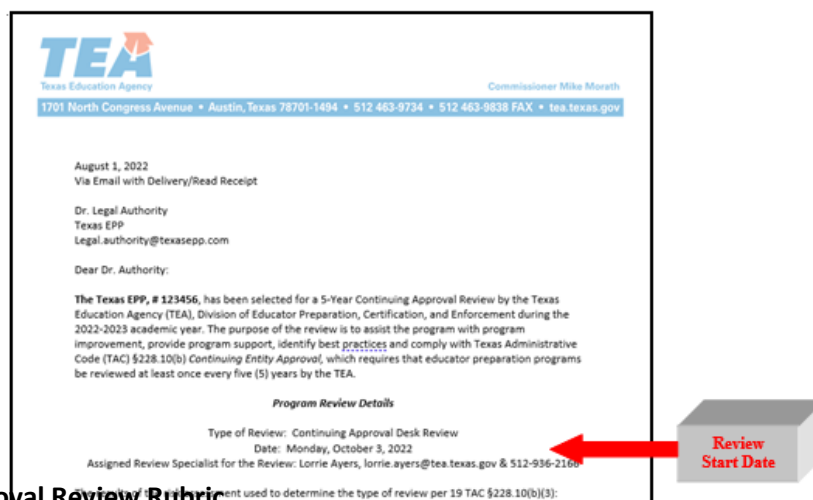 TEA
Texas Education Agency
Commissioner Mike Morath
1701 North Congress Avenue • Austin, Texas 78701-1494 • 512 463-9734 • 512 463-9838 FAX • tea.texas.gov
August 1, 2022
Via Email with Delivery/Read Receipt
Dr. Legal Authority
Texas EPP
Legal.authority@texasepp.com
Dear Dr. Authority:
The Texas EPP, # 123456, has been selected for a 5-Year Continuing Approval Review by the Texas
Education Agency (TEA), Division of Educator Preparation, Certification, and Enforcement during the
2022-2023 academic year. The purpose of the review is to assist the program with program
improvement, provide program support, identify best practices and comply with Texas Administrative
Code (TAC) §228.10(b) Continuing Entity Approval, which requires that educator preparation programs
be reviewed at least once every five (5) years by the TEA.
Program Review Details
Type of Review: Continuing Approval Desk Review
Date: Monday, October 3, 2022
Review
Start Date
Assigned Review Specialist for the Review: Lorrie Ayers, lorrie.ayers@tea.texas.gov & 512-936-2166
oval Review Rubric
used to determine the type of review per 19 TAC §228.10(b)(3):